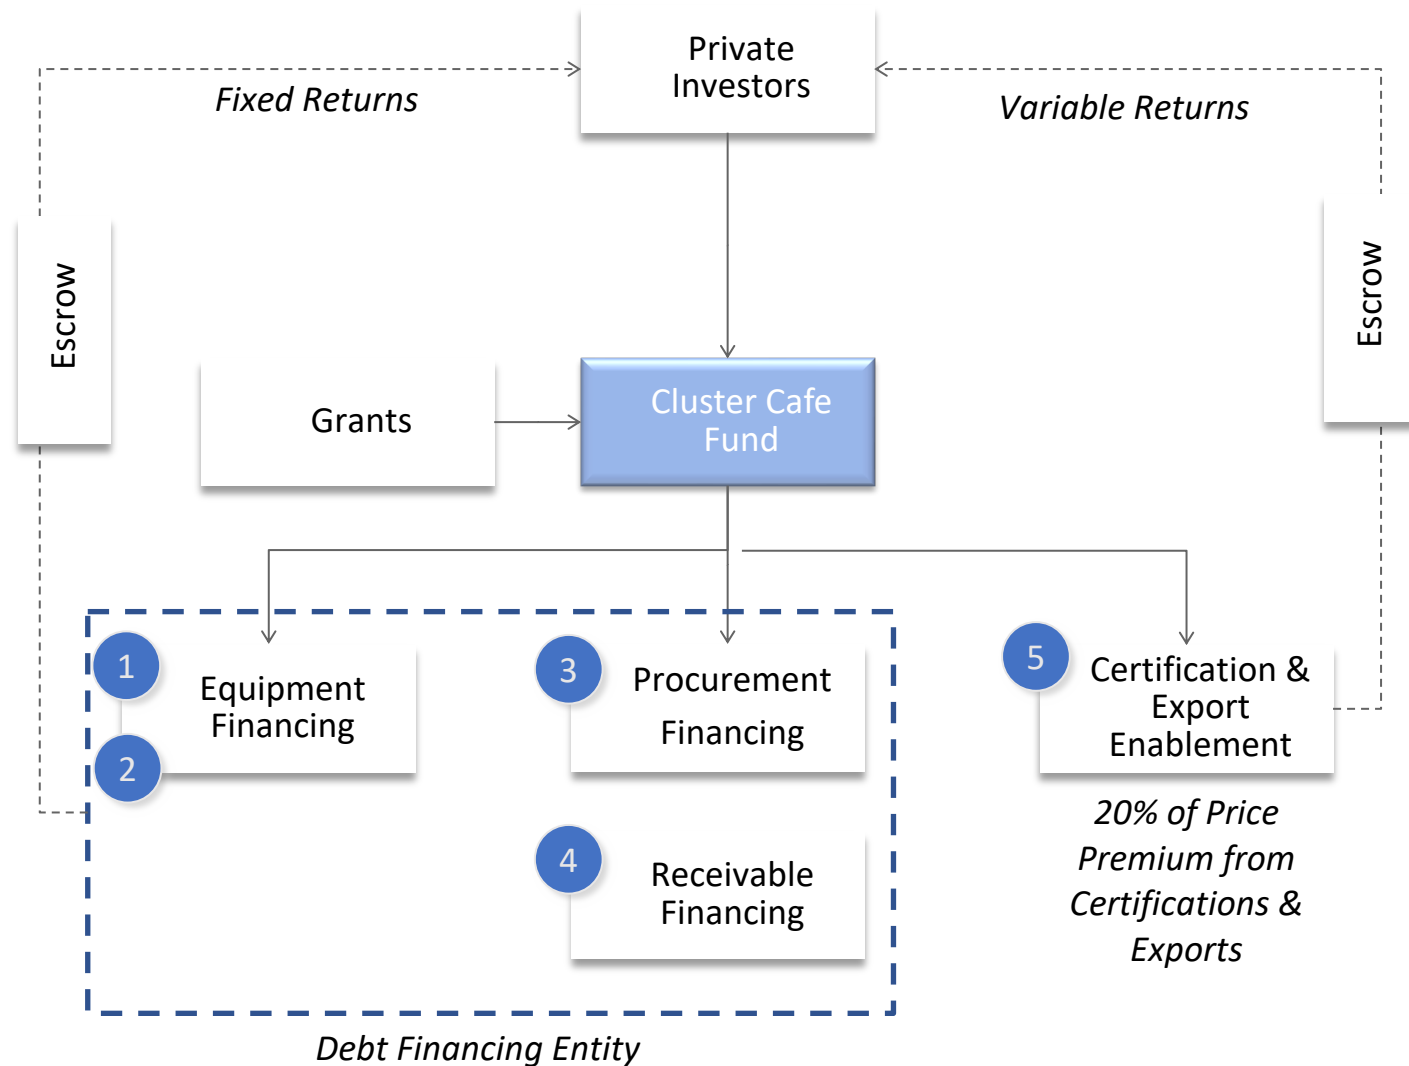 Private
Investors
Fixed Returns
Variable Returns
Escrow
Escrow
Grants
Cluster Cafe
Fund
1
Equipment
Financing
2
3
Procurement
Financing
4
Receivable
Financing
5
Certification &
Export
Enablement
20% of Price
Premium from
Certifications &
Exports
Debt Financing Entity